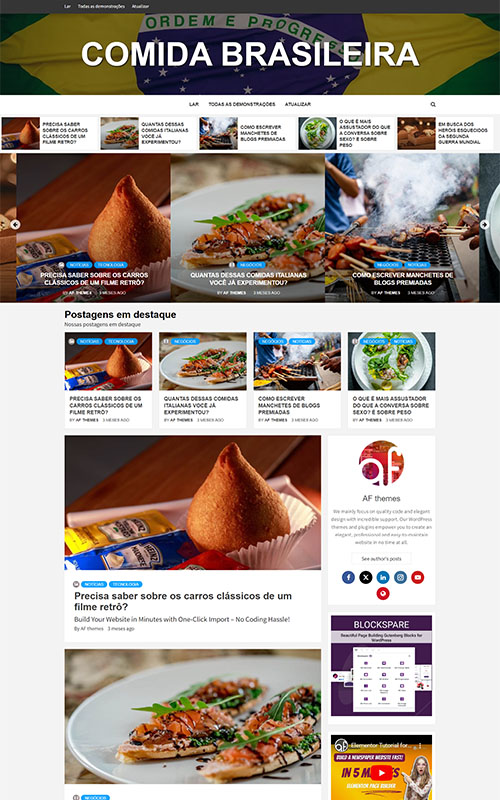 Lar Todas as demonstrações Atualizar
ORDEM E PROGRES
COMIDA BRASILEIRA
LAR TODAS AS DEMONSTRAÇÕES ATUALIZAR
PRECISA SABER
SOBRE OS CARROS
CLÁSSICOS DE UM
FILME RETRÔ?
QUANTAS DESSAS
COMIDAS ITALIANAS
VOCÊ JÁ
EXPERIMENTOU?
COMO ESCREVER
MANCHETES DE
BLOGS PREMIADAS
O QUE É MAIS
ASSUSTADOR DO
QUE A CONVERSA
SOBRE SEXO? É
SOBRE PESO
EM BUSCA DOS
HERÓIS ESQUECIDOS
DA SEGUNDA
GUERRA MUNDIAL
NOTÍCIAS TECNOLOGIA
PRECISA SABER SOBRE OS CARROS
CLÁSSICOS DE UM FILME RETRÔ?
BY AF THEMES 3 MESES AGO
NEGÓCIOS
QUANTAS DESSAS COMIDAS ITALIANAS
VOCÊ JÁ EXPERIMENTOU?
BY AF THEMES 3 MESES AGO
NEGÓCIOS NOTÍCIAS
COMO ESCREVER MANCHETES DE
BLOGS PREMIADAS
BY AF THEMES 3 MESES AGO
Postagens em destaque
Nossas postagens em destaque
NOTÍCIAS TECNOLOGIA
PRECISA SABER SOBRE OS
CARROS CLÁSSICOS DE UM
FILME RETRÔ?
BY AF THEMES 3 MESES AGO
NEGÓCIOS
QUANTAS DESSAS COMIDAS
ITALIANAS VOCÊ JÁ
EXPERIMENTOU?
BY AF THEMES 3 MESES AGO
NEGÓCIOS NOTÍCIAS
COMO ESCREVER
MANCHETES DE BLOGS
PREMIADAS
BY AF THEMES 3 MESES AGO
NEGÓCIOS NOTÍCIAS
O QUE É MAIS ASSUSTADOR
DO QUE A CONVERSA SOBRE
SEXO? É SOBRE PESO
BY AF THEMES 3 MESES AGO
NOTÍCIAS TECNOLOGIA
Precisa saber sobre os carros clássicos de um
filme retrô?
Build Your Website in Minutes with One-Click Import – No Coding Hassle!
By AF themes 3 meses ago
NEGÓCIOS
af
AF themes
We mainly focus on quality code and elegant
design with incredible support. Our WordPress
themes and plugins empower you to create an
elegant, professional and easy-to-maintain
website in no time at all.
See author's posts
BLOCKSPARE
Beautiful Page Building Gutenberg Blocks for
WordPress
Elementor Tutorial for...
BUILD A NEWSPAPER WEBSITE FAST!
IN 5 M
ELEMENTOR PACK BUILDER